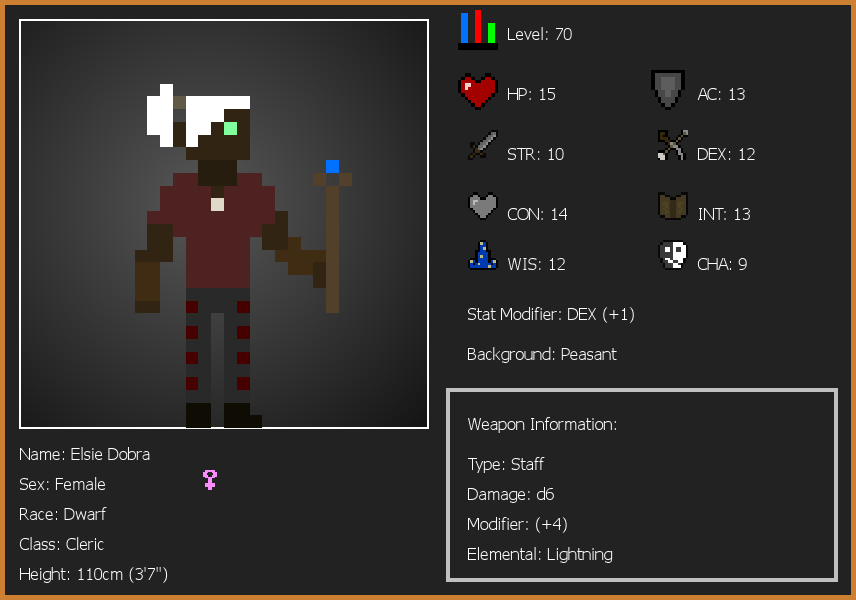 Level: 70
HP: 15
AC: 13
STR: 10
DEX: 12
CON: 14
INT: 13
WIS: 12
CHA: 9
Stat Modifier: DEX (+1)
Background: Peasant
Weapon Information:
Type: Staff
Damage: d6
Modifier: (+4)
Elemental: Lightning
Name: Elsie Dobra
Sex: Female
Race: Dwarf
Class: Cleric
Height: 110cm (3'7")